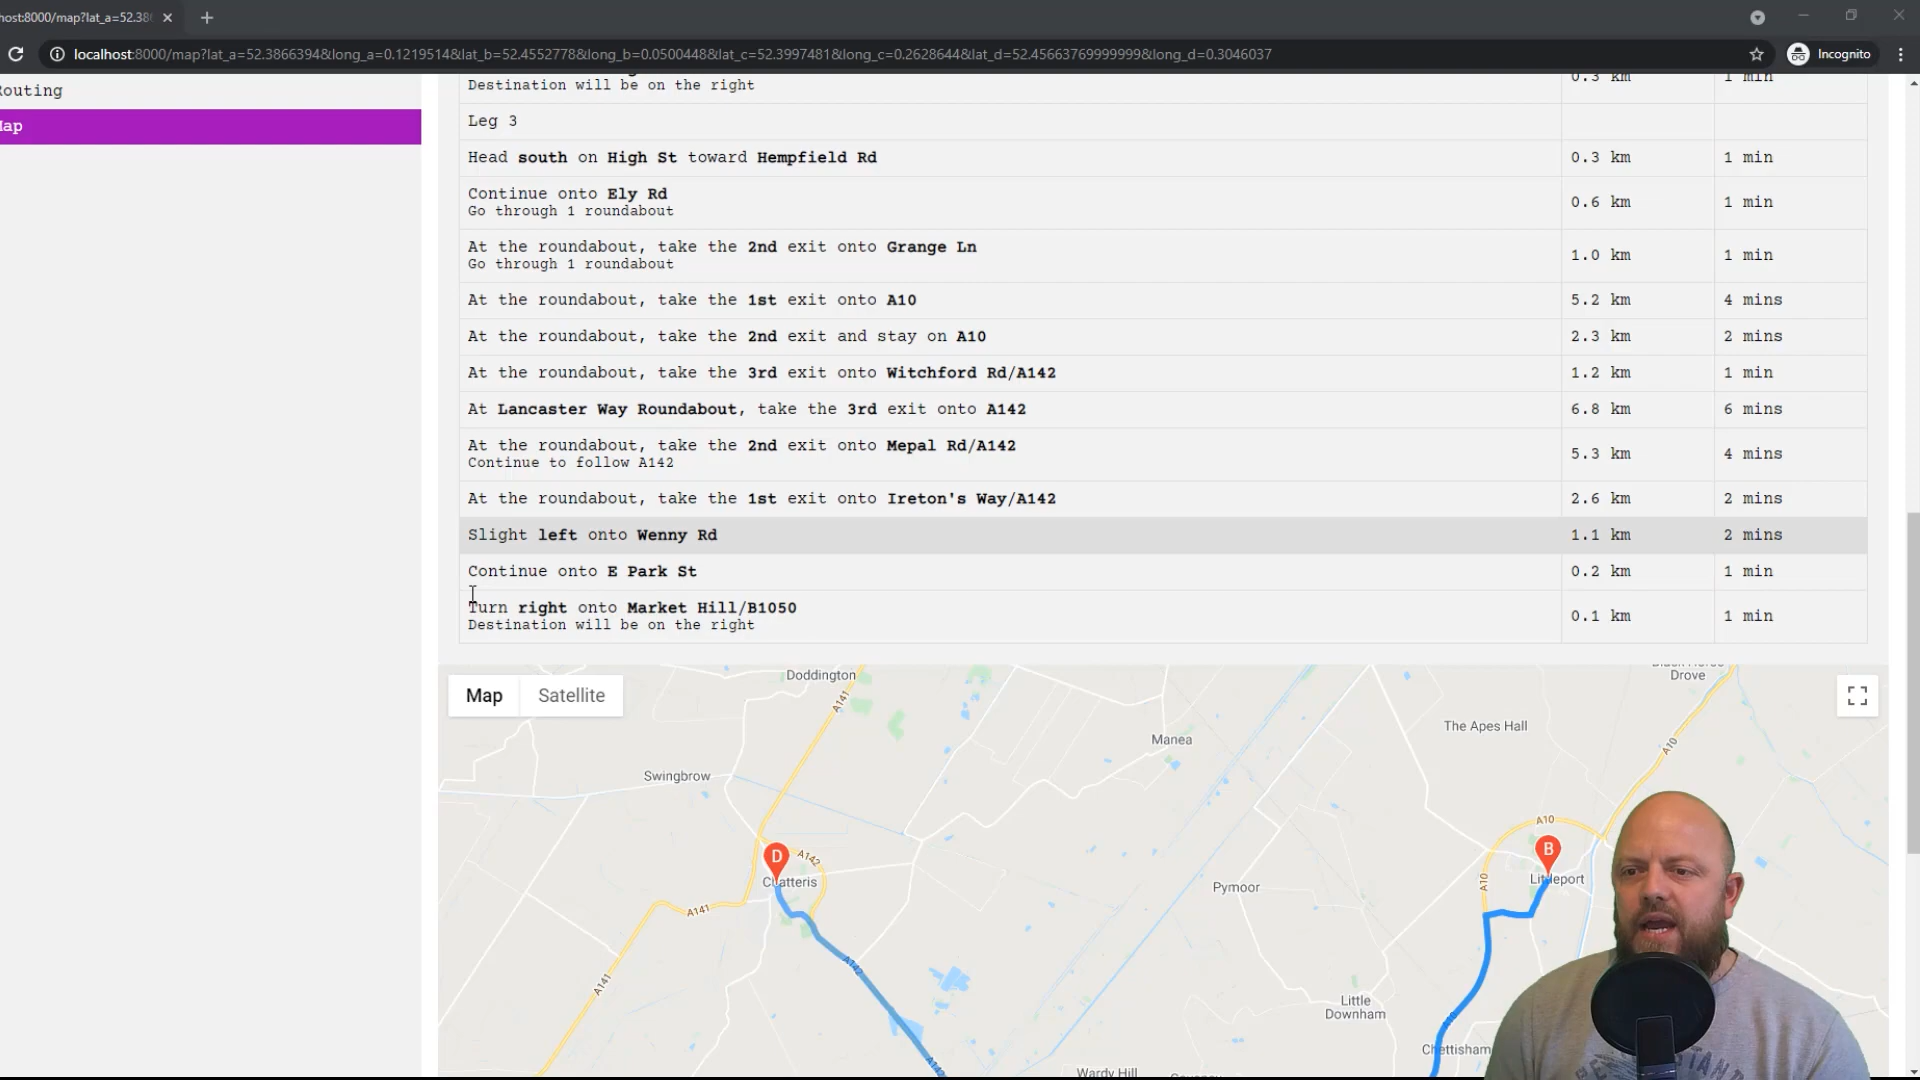 host:8000/map?lat_a=52.38
localhost:8000/map?lat_a=52.3866394&long_a=0.1219514&lat_b=52.4552778&long_b=0.0500448&lat_c=52.3997481&long_c=0.2628644&lat_d=52.45663769999999&long_d=0.3046037
Incognito
Routing
Map
Destination will be on the right 0.3 km 1 min
Leg 3
Head south on High St toward Hempfield Rd 0.3 km 1 min
Continue onto Ely Rd
Go through 1 roundabout
0.6 km 1 min
At the roundabout, take the 2nd exit onto Grange Ln
Go through 1 roundabout
1.0 km 1 min
At the roundabout, take the 1st exit onto A10 5.2 km 4 mins
At the roundabout, take the 2nd exit and stay on A10 2.3 km 2 mins
At the roundabout, take the 3rd exit onto Witchford Rd/A142 1.2 km 1 min
At Lancaster Way Roundabout, take the 3rd exit onto A142 6.8 km 6 mins
At the roundabout, take the 2nd exit onto Mepal Rd/A142
Continue to follow A142
5.3 km 4 mins
At the roundabout, take the 1st exit onto Ireton's Way/A142 2.6 km 2 mins
Slight left onto Wenny Rd 1.1 km 2 mins
Continue onto E Park St 0.2 km 1 min
Turn right onto Market Hill/B1050
Destination will be on the right
0.1 km 1 min
Map Satellite
Doddington
A141
Drove
The Apes Hall
Manea
A10
Swingbrow
A10
D
A142
B
Chatteris
Littleport
A10
Pymoor
A141
A142
A141
Little
Downham
A10
Chettisham
A142
Wardy Hill